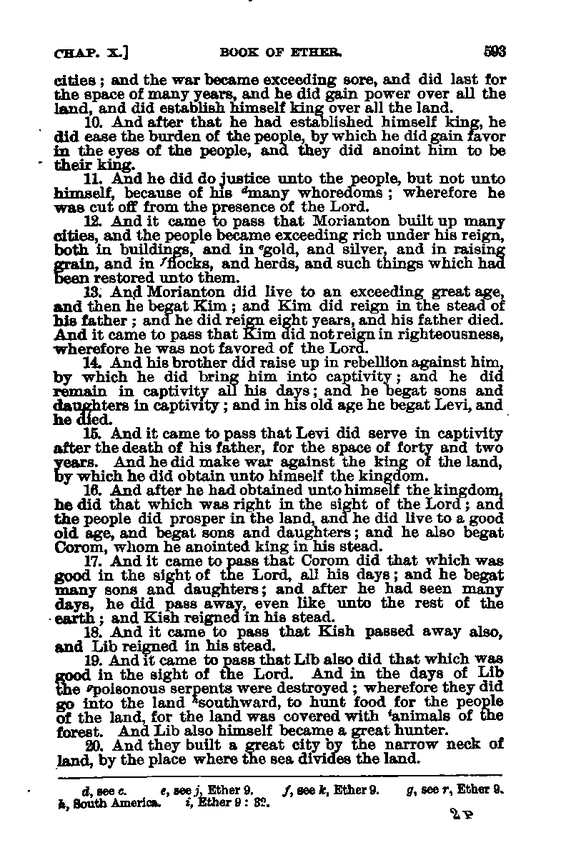 CHAP. X.] BOOK OF ETHER. 593
cities; and the war became exceeding sore, and did last for
the space of many years, and he did gain power over all the
land, and did establish himself king over all the land.
10. And after that he had established himself king, he
did ease the burden of the people, by which he did gain favor
in the eyes of the people, and they did anoint him to be
their king.
11. And he did do justice unto the people, but not unto
himself, because of his dmany whoredoms; wherefore he
was cut off from the presence of the Lord.
12. And it came to pass that Morianton built up many
cities, and the people became exceeding rich under his reign,
both in buildings, and in egold, and silver, and in raising
grain, and in fflocks, and herds, and such things which had
been restored unto them.
13. And Morianton did live to an exceeding great age,
and then he begat Kim; and Kim did reign in the stead of
his father; and he did reign eight years, and his father died.
And it came to pass that Kim did not reign in righteousness,
wherefore he was not favored of the Lord.
14. And his brother did raise up in rebellion against him,
by which he did bring him into captivity; and he did
remain in captivity all his days; and he begat sons and
daughters in captivity; and in his old age he begat Levi, and
he died.
15. And it came to pass that Levi did serve in captivity
after the death of his father, for the space of forty and two
years. And he did make war against the king of the land,
by which he did obtain unto himself the kingdom.
16. And after he had obtained unto himself the kingdom,
he did that which was right in the sight of the Lord; and
the people did prosper in the land, and he did live to a good
old age, and begat sons and daughters; and he also begat
Corom, whom he anointed king in his stead.
17. And it came to pass that Corom did that which was
good in the sight of the Lord, all his days; and he begat
many sons and daughters; and after he had seen many
days, he did pass away, even like unto the rest of the
earth; and Kish reigned in his stead.
18. And it came to pass that Kish passed away also,
and Lib reigned in his stead.
19. And it came to pass that Lib also did that which was
good in the sight of the Lord. And in the days of Lib
the gpoisonous serpents were destroyed; wherefore they did
go into the land hsouthward, to hunt food for the people
of the land, for the land was covered with ianimals of the
forest. And Lib also himself became a great hunter.
20. And they built a great city by the narrow neck of
land, by the place where the sea divides the land.
d, see c. e, see j, Ether 9. f, see k, Ether 9. g, see r, Ether 9.
h, South America. i, Ether 9: 32.